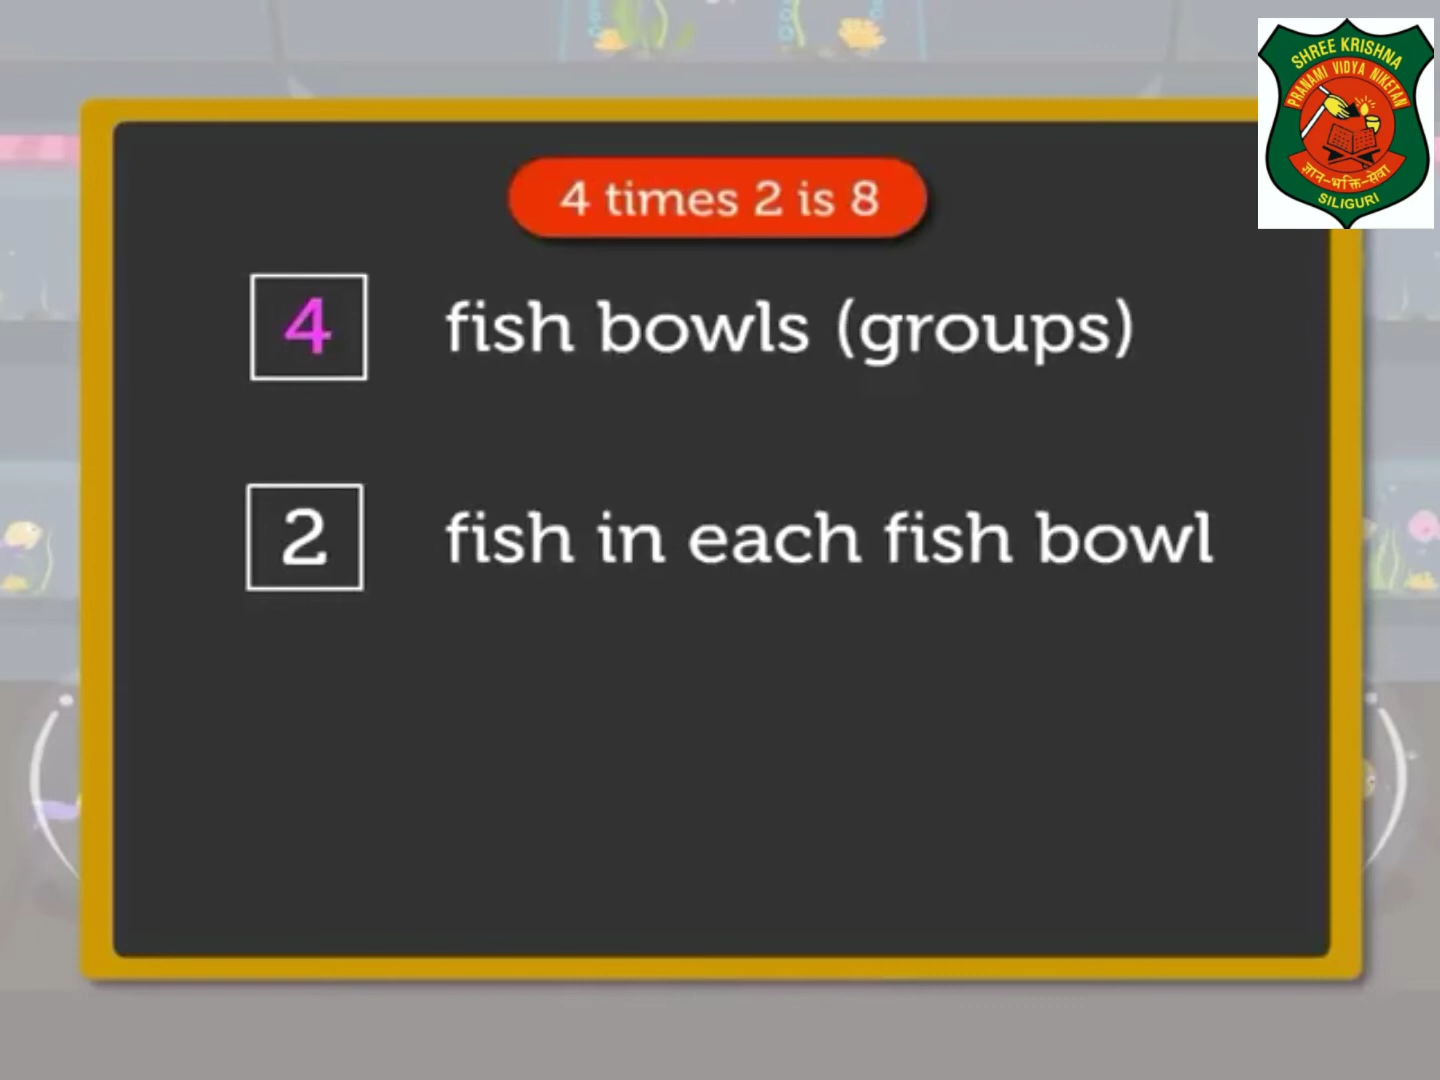 SHREE KRISHNA
PRANAMI VIDYA NIKETAN
ज्ञान-भक्ति-सेवा
SILIGURI
4 times 2 is 8
4 fish bowls (groups)
2 fish in each fish bowl